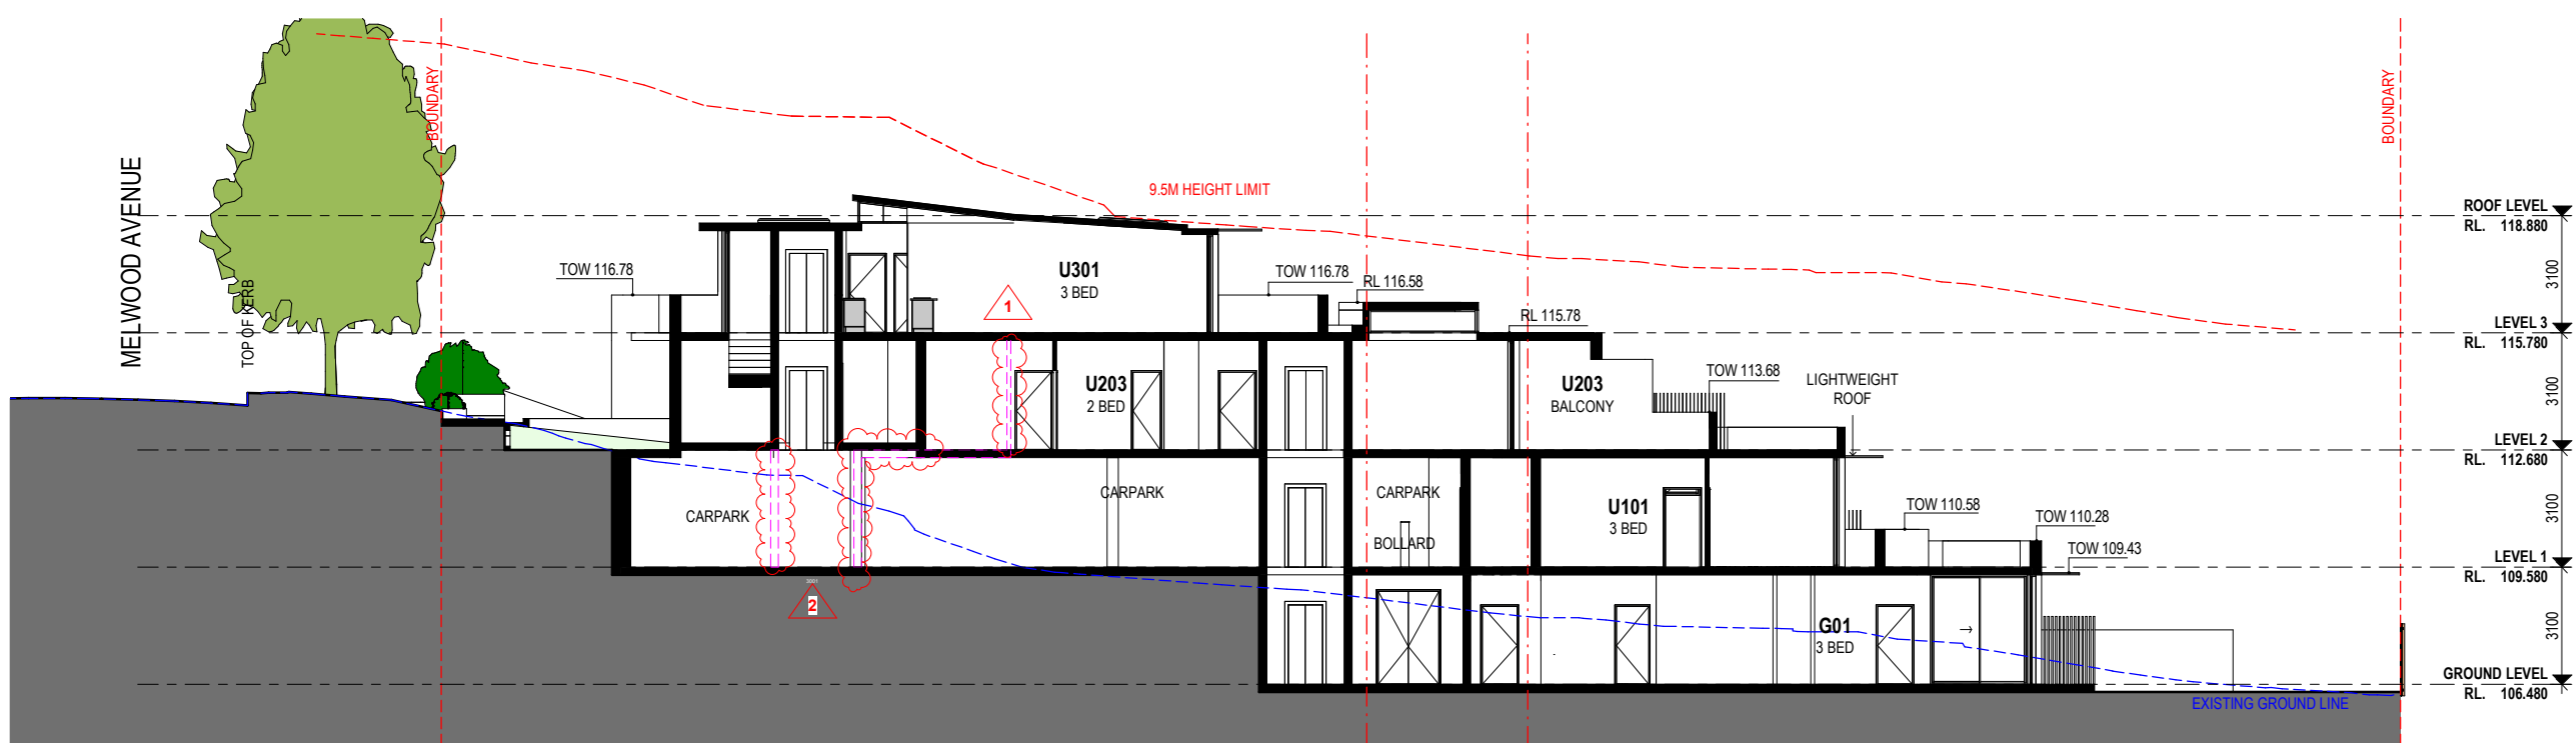 MELWOOD AVENUE
TOP OF KERB
BOUNDARY
9.5M HEIGHT LIMIT
BOUNDARY
ROOF LEVEL
RL. 118.880
3100
TOW 116.78
U301
3 BED
1
TOW 116.78
RL 116.58
RL 115.78
LEVEL 3
RL. 115.780
3100
U203
2 BED
U203
BALCONY
TOW 113.68
LIGHTWEIGHT
ROOF
LEVEL 2
RL. 112.680
3100
CARPARK
CARPARK
CARPARK
BOLLARD
U101
3 BED
TOW 110.58
TOW 110.28
TOW 109.43
LEVEL 1
RL. 109.580
3100
2
G01
3 BED
GROUND LEVEL
RL. 106.480
EXISTING GROUND LINE